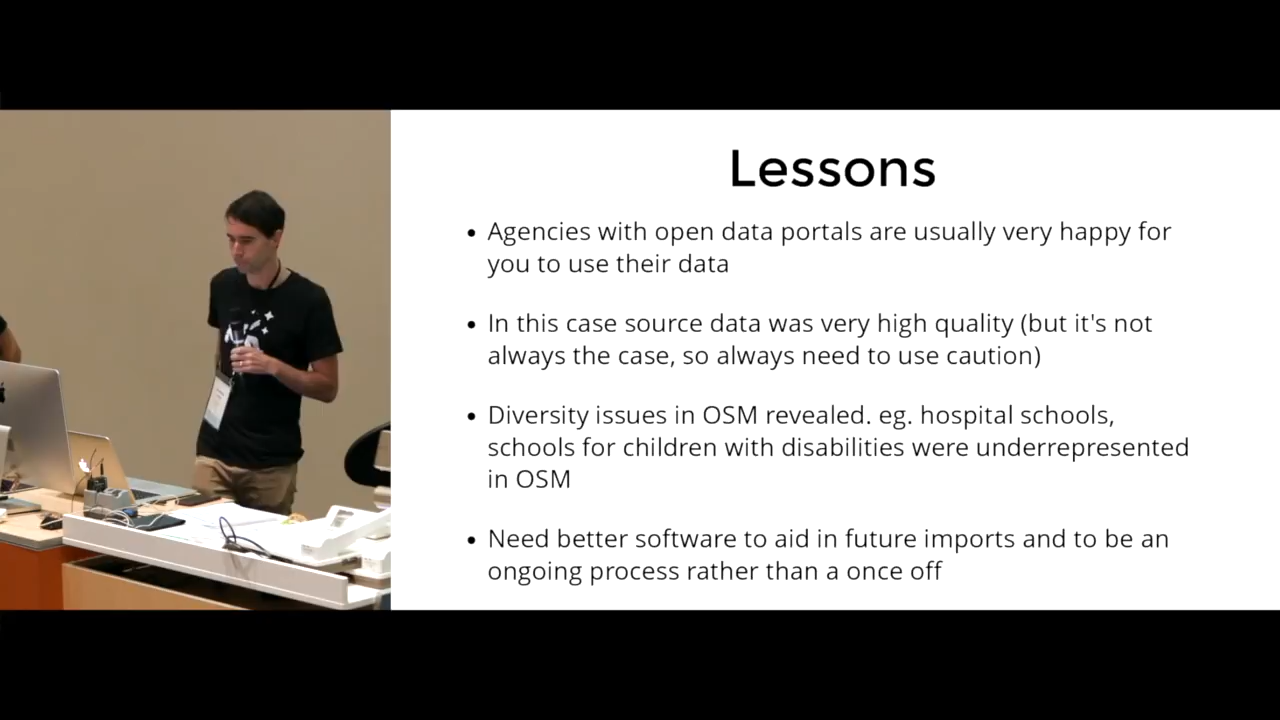 Lessons
• Agencies with open data portals are usually very happy for
you to use their data
• In this case source data was very high quality (but it's not
always the case, so always need to use caution)
• Diversity issues in OSM revealed. eg. hospital schools,
schools for children with disabilities were underrepresented
in OSM
• Need better software to aid in future imports and to be an
ongoing process rather than a once off